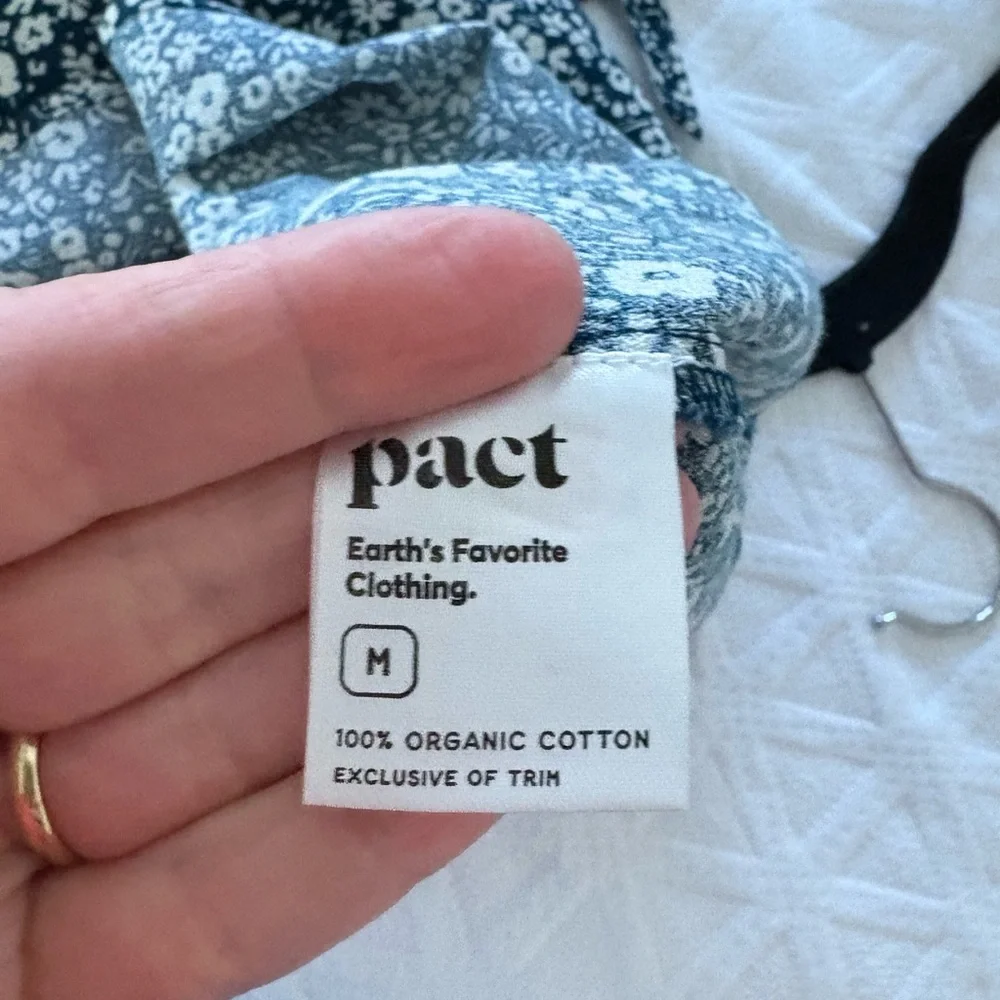 pact
Earth's Favorite
Clothing.
M
100% ORGANIC COTTON
EXCLUSIVE OF TRIM